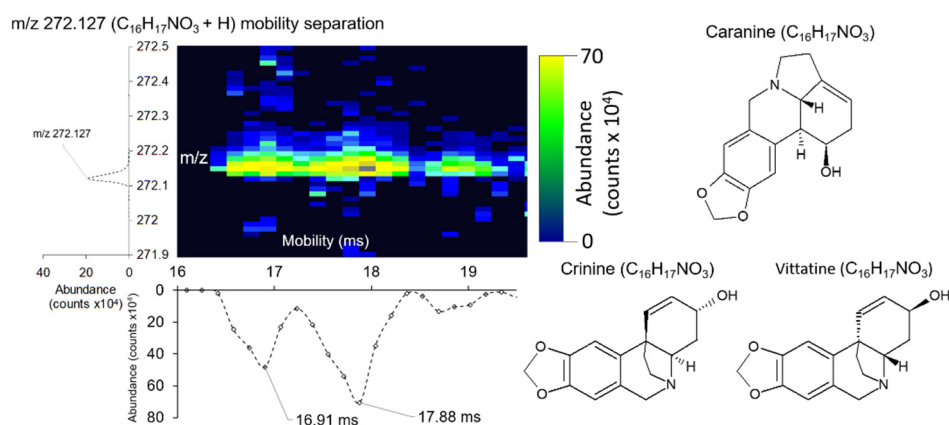 m/z 272.127 (C₁₆H₁₇NO₃ + H) mobility separation
272.5
272.4
272.3
272.2
272.1
272
271.9
m/z 272.127
40 20 0
Abundance
(counts x10⁴)
m/z
Mobility (ms)
16 17 18 19
70
0
Abundance
(counts x 10⁴)
0
20
40
60
80
Abundance (counts x10⁴)
16.91 ms
17.88 ms
Caranine (C₁₆H₁₇NO₃)
N
H
H
OH
O
O
Crinine (C₁₆H₁₇NO₃)
OH
O
O
H
N
Vittatine (C₁₆H₁₇NO₃)
OH
O
O
H
N